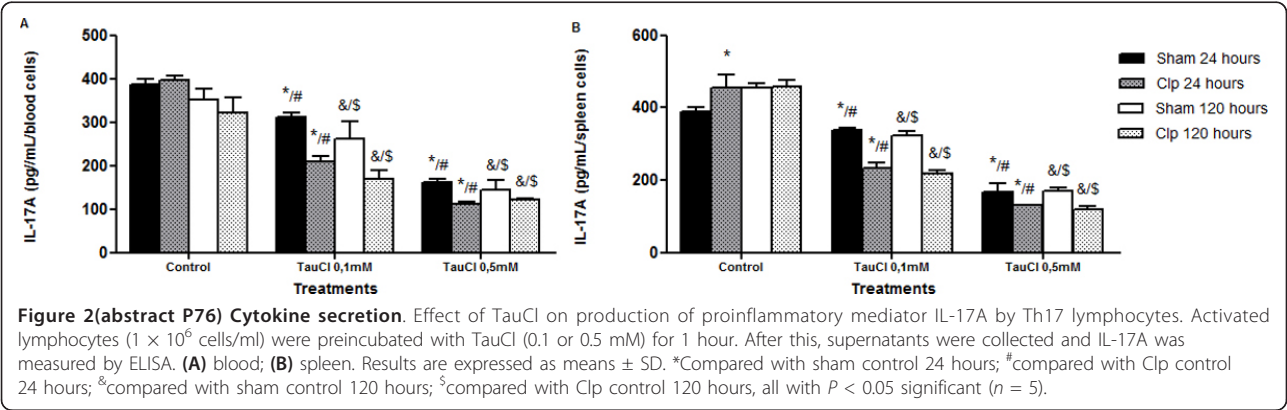 A
B
500
400
300
200
100
0
IL-17A (pg/mL/blood cells)
*/#
*/#
&/$
&/$
*/#
*/#
&/$
&/$
Control
TauCl 0,1mM
TauCl 0,5mM
Treatments
600
400
200
0
IL-17A (pg/mL/spleen cells)
*
*/#
*/#
&/$
&/$
*/#
*/#
&/$
&/$
Control
TauCl 0,1mM
TauCl 0,5mM
Treatments
Sham 24 hours
Clp 24 hours
Sham 120 hours
Clp 120 hours
Figure 2(abstract P76) Cytokine secretion. Effect of TauCl on production of proinflammatory mediator IL-17A by Th17 lymphocytes. Activated
lymphocytes (1 × 10⁶ cells/ml) were preincubated with TauCl (0.1 or 0.5 mM) for 1 hour. After this, supernatants were collected and IL-17A was
measured by ELISA. (A) blood; (B) spleen. Results are expressed as means ± SD. *Compared with sham control 24 hours; #compared with Clp control
24 hours; &compared with sham control 120 hours; $compared with Clp control 120 hours, all with P < 0.05 significant (n = 5).